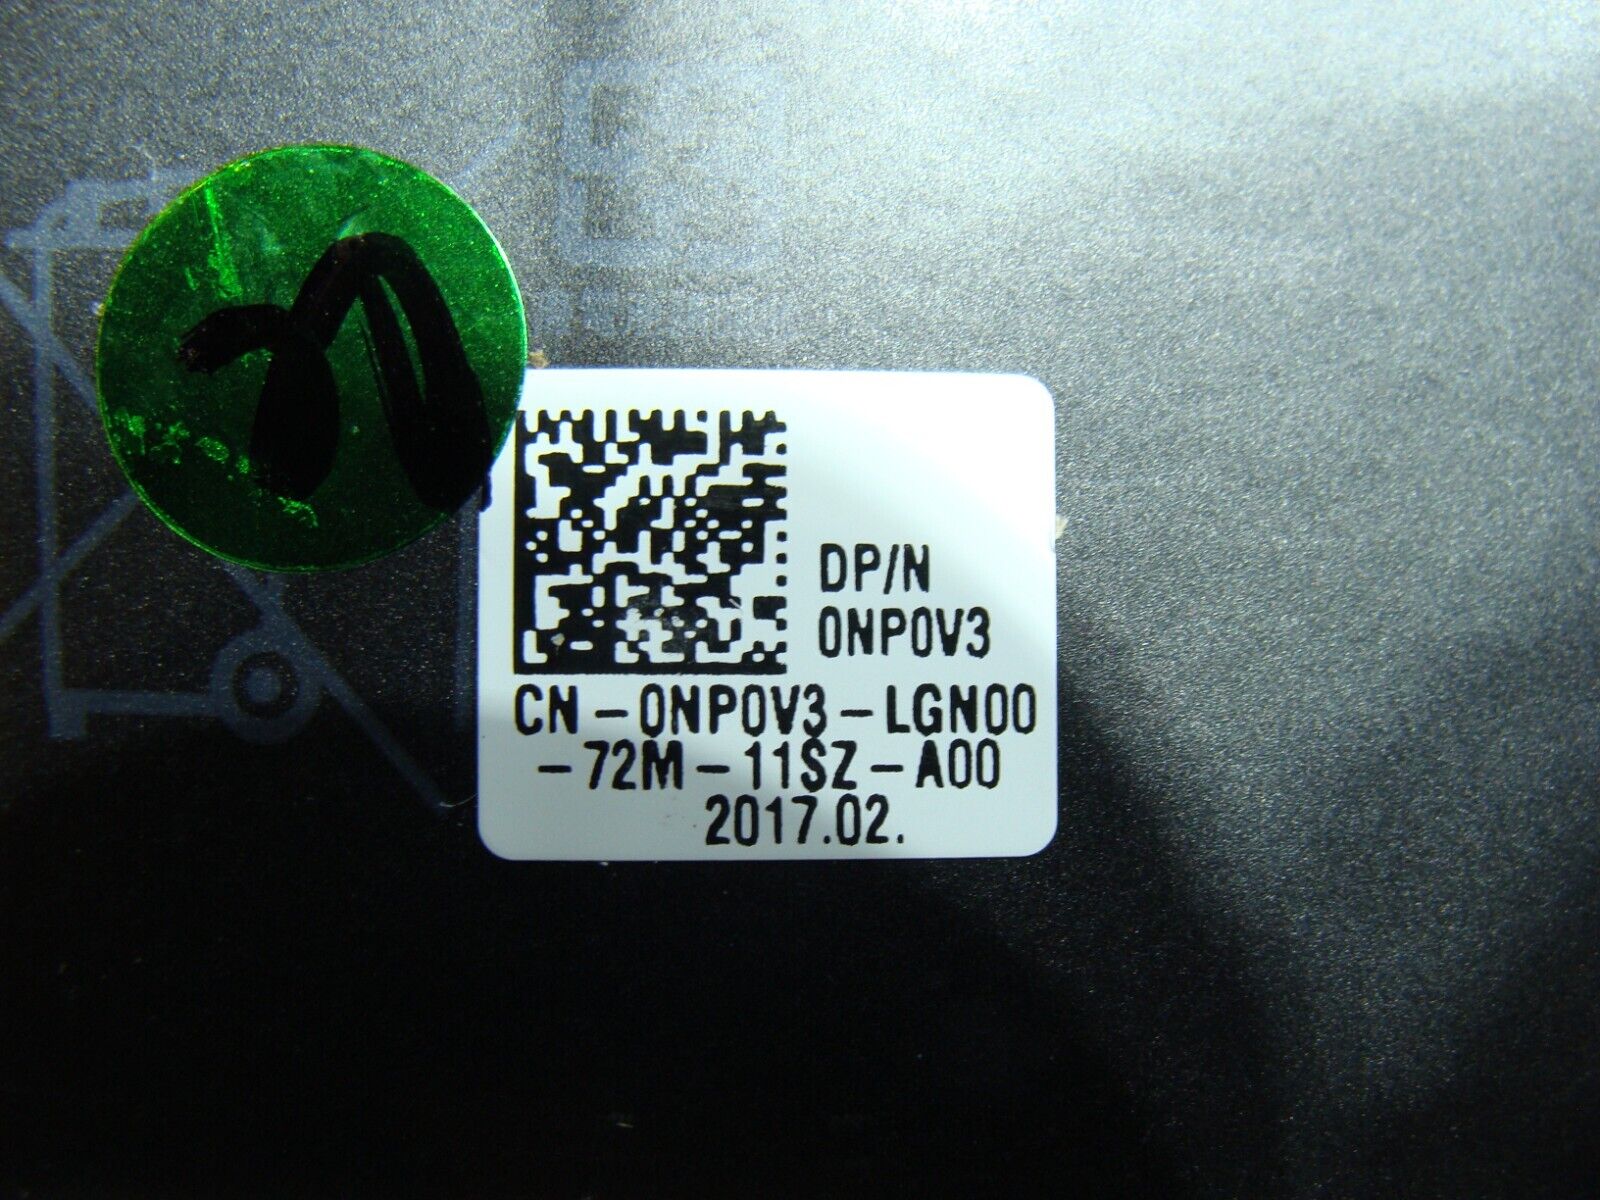 DP/N
0NP0V3
CN-0NP0V3-LGN00
-72M-11SZ-A00
2017.02.